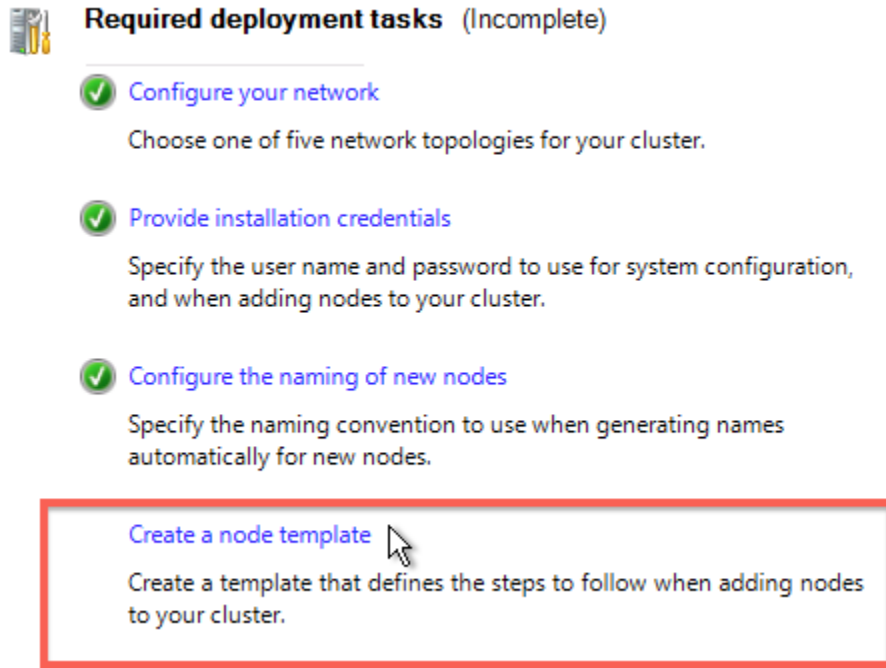 Required deployment tasks (Incomplete)
Configure your network
Choose one of five network topologies for your cluster.
Provide installation credentials
Specify the user name and password to use for system configuration,
and when adding nodes to your cluster.
Configure the naming of new nodes
Specify the naming convention to use when generating names
automatically for new nodes.
Create a node template
Create a template that defines the steps to follow when adding nodes
to your cluster.